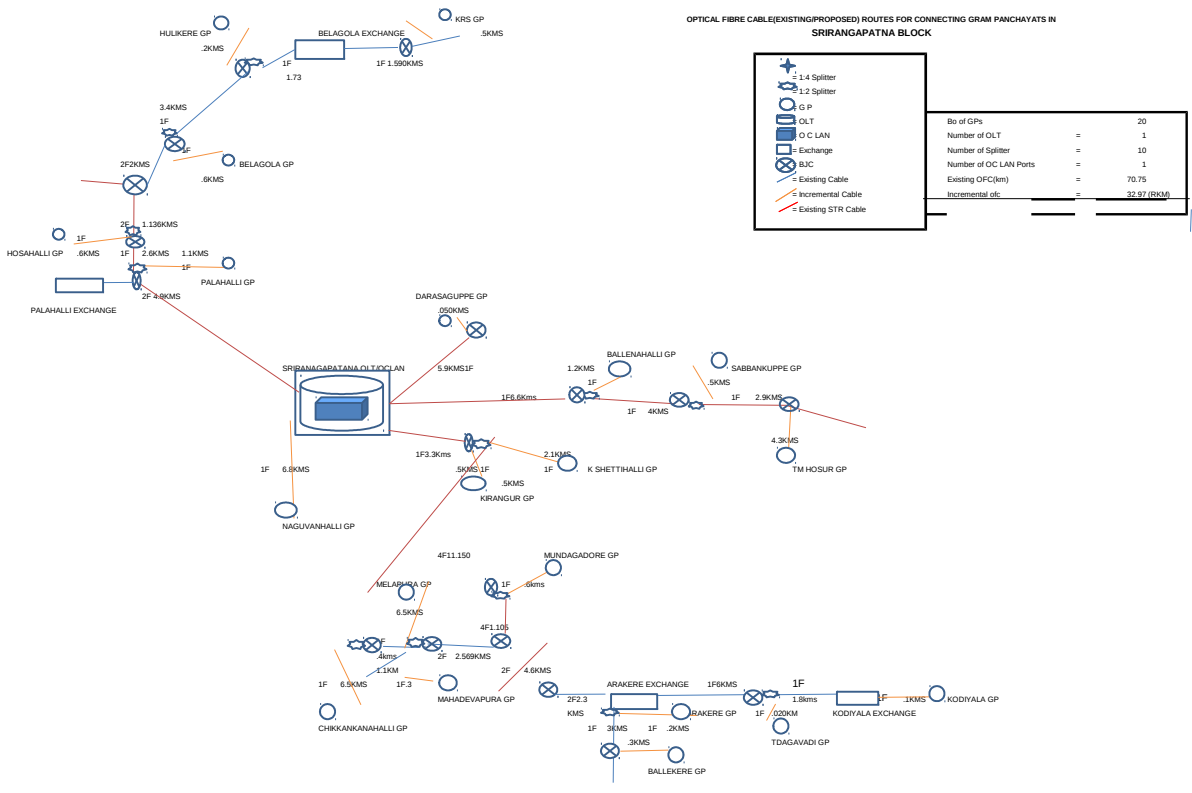 OPTICAL FIBRE CABLE(EXISTING/PROPOSED) ROUTES FOR CONNECTING GRAM PANCHAYATS IN
SRIRANGAPATNA BLOCK
= 1:4 Splitter
= 1:2 Splitter
= G P
= OLT
= O C LAN
= Exchange
= BJC
= Existing Cable
= Incremental Cable
= Existing STR Cable
Bo of GPs 20
Number of OLT = 1
Number of Splitter = 10
Number of OC LAN Ports = 1
Existing OFC(km) = 70.75
Incremental ofc = 32.97 (RKM)
HULIKERE GP
.2KMS
BELAGOLA EXCHANGE
KRS GP
.5KMS
1F
1.73
1F 1.590KMS
3.4KMS
1F
1F
BELAGOLA GP
.6KMS
2F2KMS
2F 1.136KMS
1F
HOSAHALLI GP .6KMS
1F 2.6KMS 1.1KMS
1F
PALAHALLI GP
2F 4.9KMS
PALAHALLI EXCHANGE
DARASAGUPPE GP
.050KMS
5.9KMS1F
SRIRANAGAPATANA OLT/OCLAN
1F6.6Kms
BALLENAHALLI GP
1.2KMS
1F
1F 4KMS
SABBANKUPPE GP
.5KMS
1F 2.9KMS
4.3KMS
TM HOSUR GP
1F3.3Kms
2.1KMS
1F
K SHETTIHALLI GP
.5KMS 1F
.5KMS
KIRANGUR GP
1F 6.8KMS
NAGUVANHALLI GP
4F11.150
MUNDAGADORE GP
1F .6kms
MELAPURA GP
6.5KMS
4F1.105
.4kms
1.1KM
2F 2.569KMS
2F 4.6KMS
1F 6.5KMS
1F.3
MAHADEVAPURA GP
CHIKKANKANAHALLI GP
ARAKERE EXCHANGE
2F2.3
KMS
1F6KMS
1F
1.8kms
1F .1KMS
KODIYALA GP
KODIYALA EXCHANGE
RAKERE GP
1F 3KMS
1F .2KMS
1F .020KM
TDAGAVADI GP
.3KMS
BALLEKERE GP